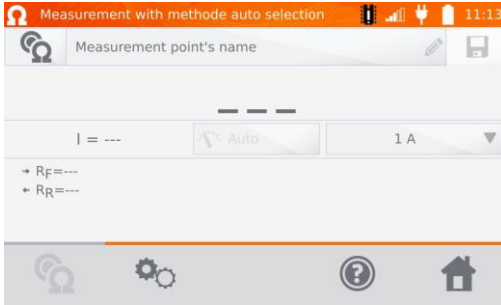 Ω Measurement with methode auto selection 11:13
Measurement point's name
---
I = --- Auto 1 A
→ RF=---
← RR=---